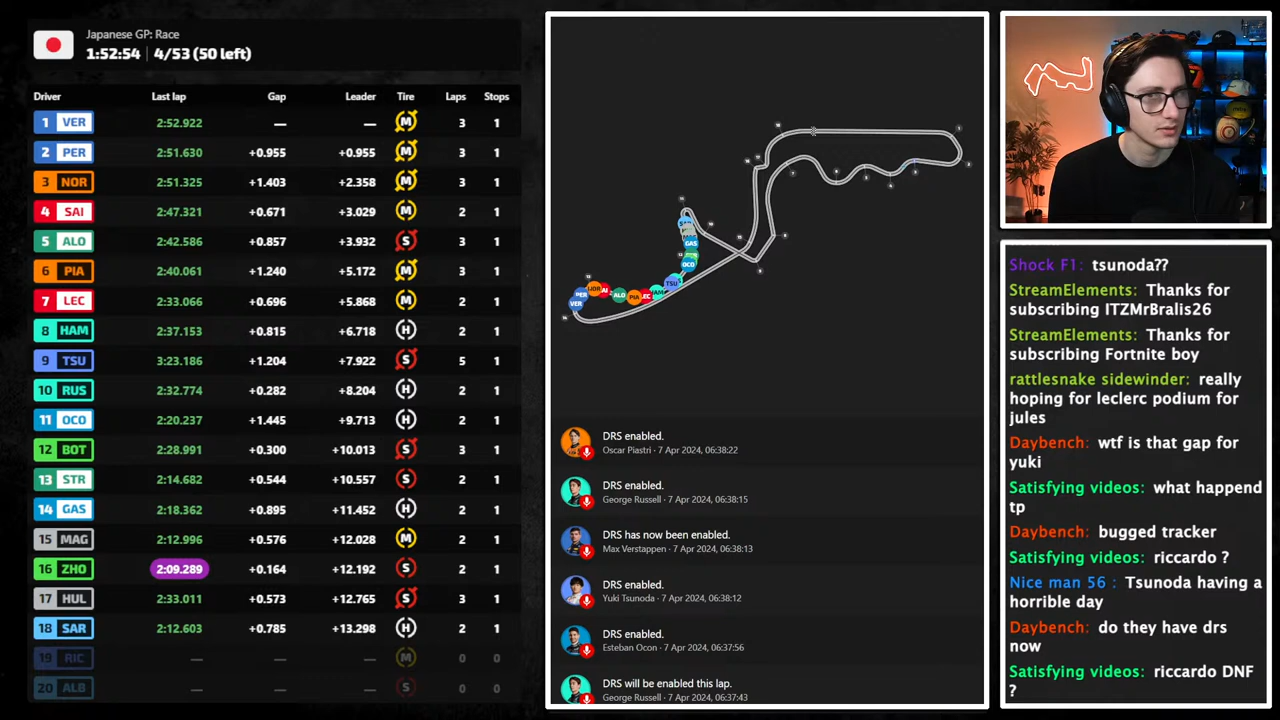 Japanese GP: Race
1:52:54 | 4/53 (50 left)
Driver Last lap Gap Leader Tire Laps Stops
1 VER 2:52.922 — — M 3 1
2 PER 2:51.630 +0.955 +0.955 M 3 1
3 NOR 2:51.325 +1.403 +2.358 M 3 1
4 SAI 2:47.321 +0.671 +3.029 M 2 1
5 ALO 2:42.586 +0.857 +3.932 S 3 1
6 PIA 2:40.061 +1.240 +5.172 M 3 1
7 LEC 2:33.066 +0.696 +5.868 M 2 1
8 HAM 2:37.153 +0.815 +6.718 H 2 1
9 TSU 3:23.186 +1.204 +7.922 S 5 1
10 RUS 2:32.774 +0.282 +8.204 H 2 1
11 OCO 2:20.237 +1.445 +9.713 H 2 1
12 BOT 2:28.991 +0.300 +10.013 S 3 1
13 STR 2:14.682 +0.544 +10.557 S 2 1
14 GAS 2:18.362 +0.895 +11.452 H 2 1
15 MAG 2:12.996 +0.576 +12.028 M 2 1
16 ZHO 2:09.289 +0.164 +12.192 S 2 1
17 HUL 2:33.011 +0.573 +12.765 S 3 1
18 SAR 2:12.603 +0.785 +13.298 H 2 1
19 RIC — — — M 0 0
20 ALB — — — S 0 0
GAS
OCO
TSU
PER
VER
ALO
PIA
DRS enabled.
Oscar Piastri · 7 Apr 2024, 06:38:22
DRS enabled.
George Russell · 7 Apr 2024, 06:38:15
DRS has now been enabled.
Max Verstappen · 7 Apr 2024, 06:38:13
DRS enabled.
Yuki Tsunoda · 7 Apr 2024, 06:38:12
DRS enabled.
Esteban Ocon · 7 Apr 2024, 06:37:56
DRS will be enabled this lap.
George Russell · 7 Apr 2024, 06:37:43
Shock F1: tsunoda??
StreamElements: Thanks for
subscribing ITZMrBralis26
StreamElements: Thanks for
subscribing Fortnite boy
rattlesnake sidewinder: really
hoping for leclerc podium for
jules
Daybench: wtf is that gap for
yuki
Satisfying videos: what happend
tp
Daybench: bugged tracker
Satisfying videos: riccardo ?
Nice man 56 : Tsunoda having a
horrible day
Daybench: do they have drs
now
Satisfying videos: riccardo DNF
?